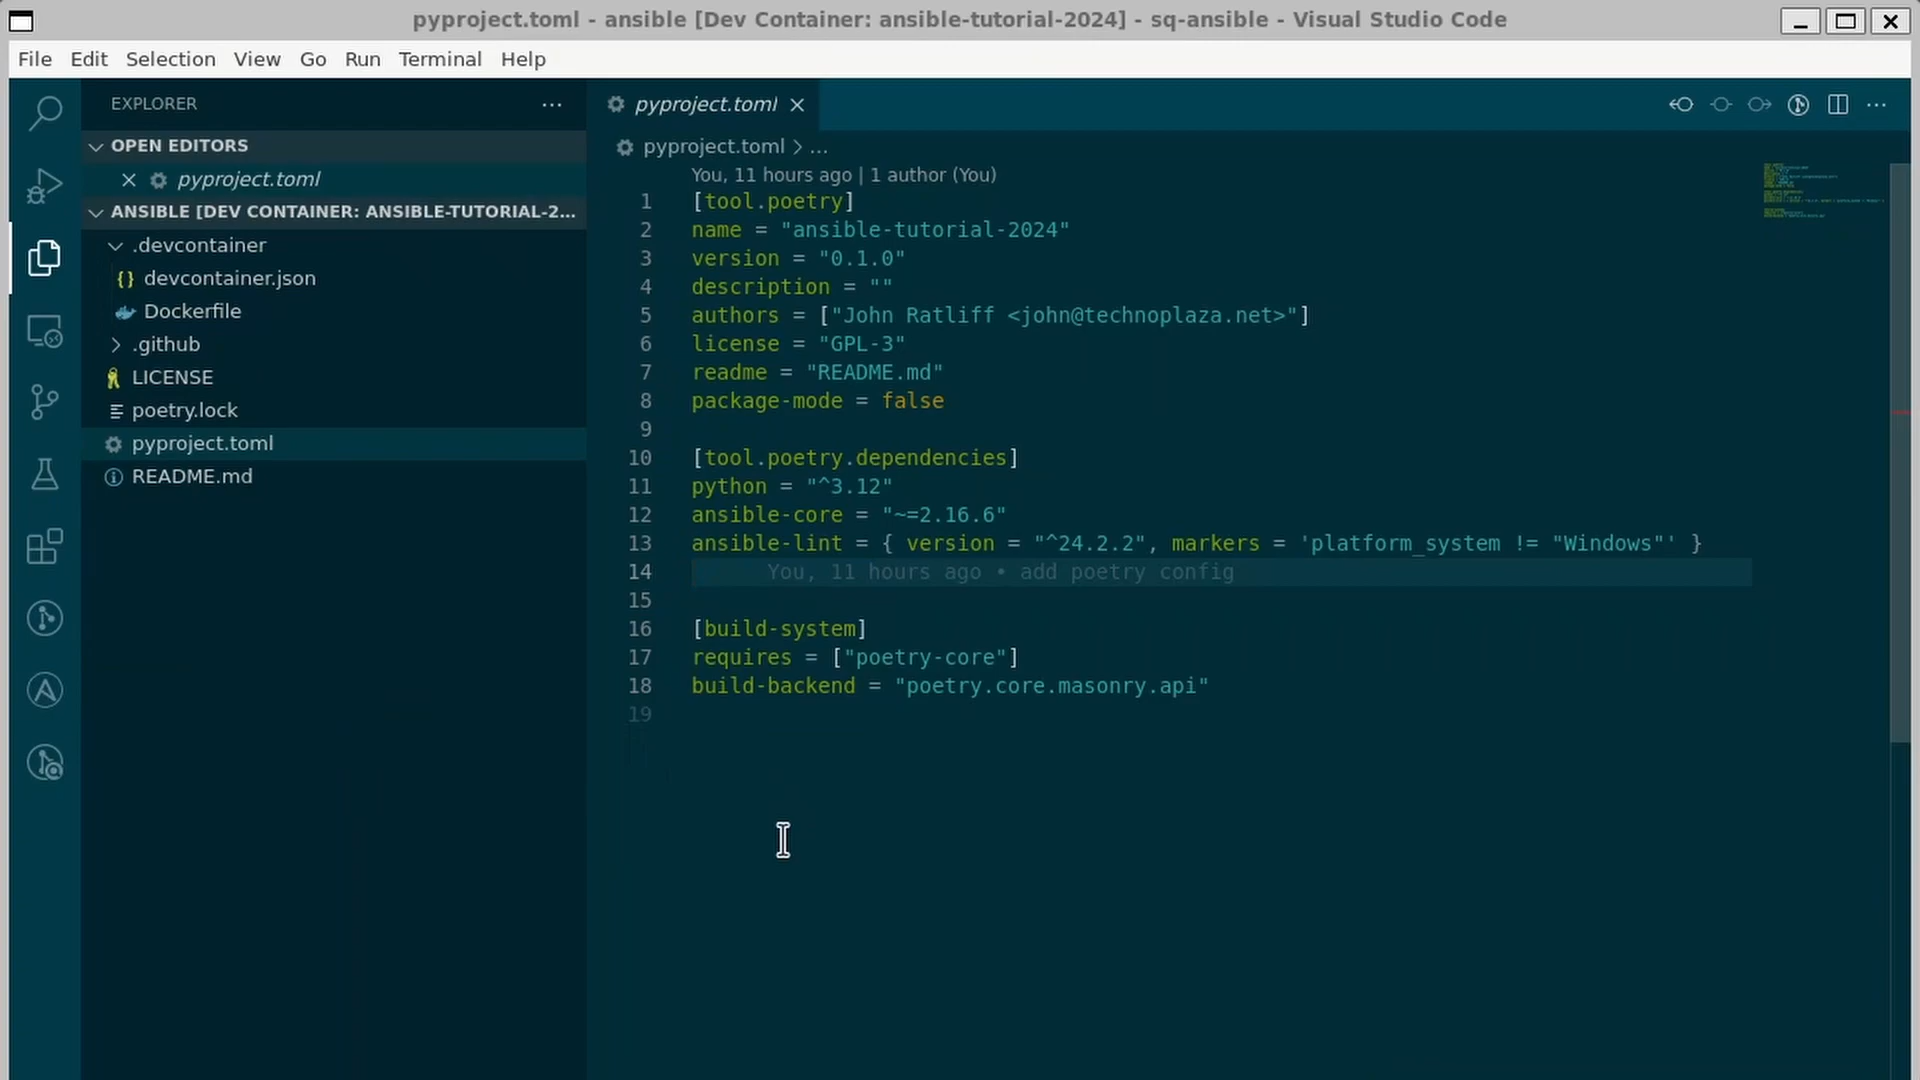 pyproject.toml - ansible [Dev Container: ansible-tutorial-2024] - sq-ansible - Visual Studio Code
File Edit Selection View Go Run Terminal Help
EXPLORER
OPEN EDITORS
pyproject.toml
ANSIBLE [DEV CONTAINER: ANSIBLE-TUTORIAL-2...
.devcontainer
devcontainer.json
Dockerfile
.github
LICENSE
poetry.lock
pyproject.toml
README.md
pyproject.toml
pyproject.toml > ...
You, 11 hours ago | 1 author (You)
1 [tool.poetry]
2 name = "ansible-tutorial-2024"
3 version = "0.1.0"
4 description = ""
5 authors = ["John Ratliff <john@technoplaza.net>"]
6 license = "GPL-3"
7 readme = "README.md"
8 package-mode = false
9
10 [tool.poetry.dependencies]
11 python = "^3.12"
12 ansible-core = "~=2.16.6"
13 ansible-lint = { version = "^24.2.2", markers = 'platform_system != "Windows"' }
14 You, 11 hours ago • add poetry config
15
16 [build-system]
17 requires = ["poetry-core"]
18 build-backend = "poetry.core.masonry.api"
19